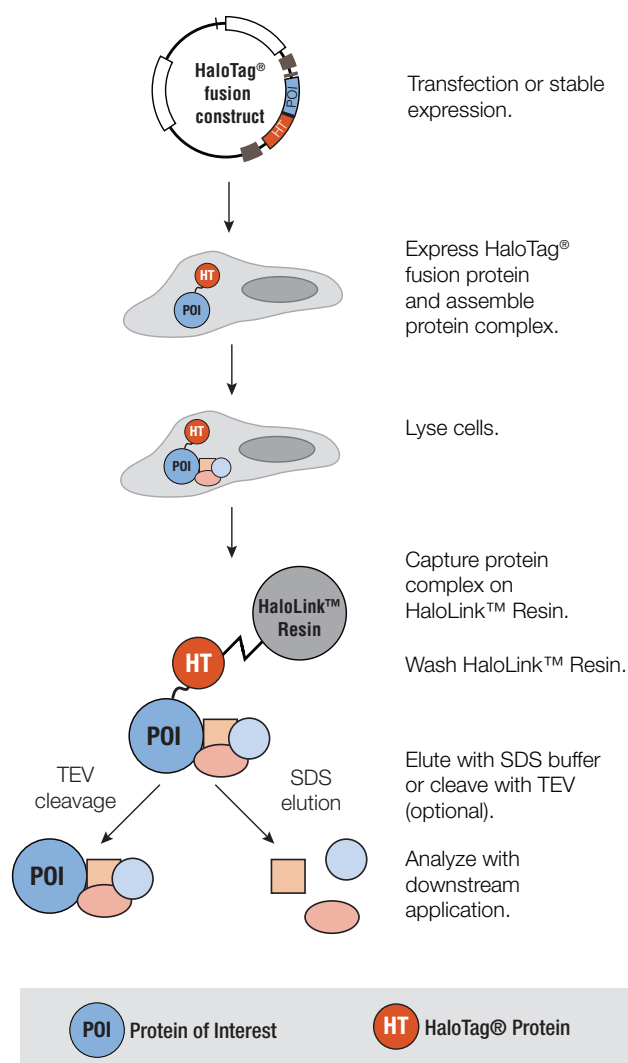 HaloTag®
fusion
construct
POI
HT
Transfection or stable
expression.
HT
POI
Express HaloTag®
fusion protein
and assemble
protein complex.
HT
POI
Lyse cells.
HaloLink™
Resin
HT
POI
Capture protein
complex on
HaloLink™ Resin.
Wash HaloLink™ Resin.
TEV
cleavage
SDS
elution
Elute with SDS buffer
or cleave with TEV
(optional).
POI
Analyze with
downstream
application.
POI Protein of Interest
HT HaloTag® Protein